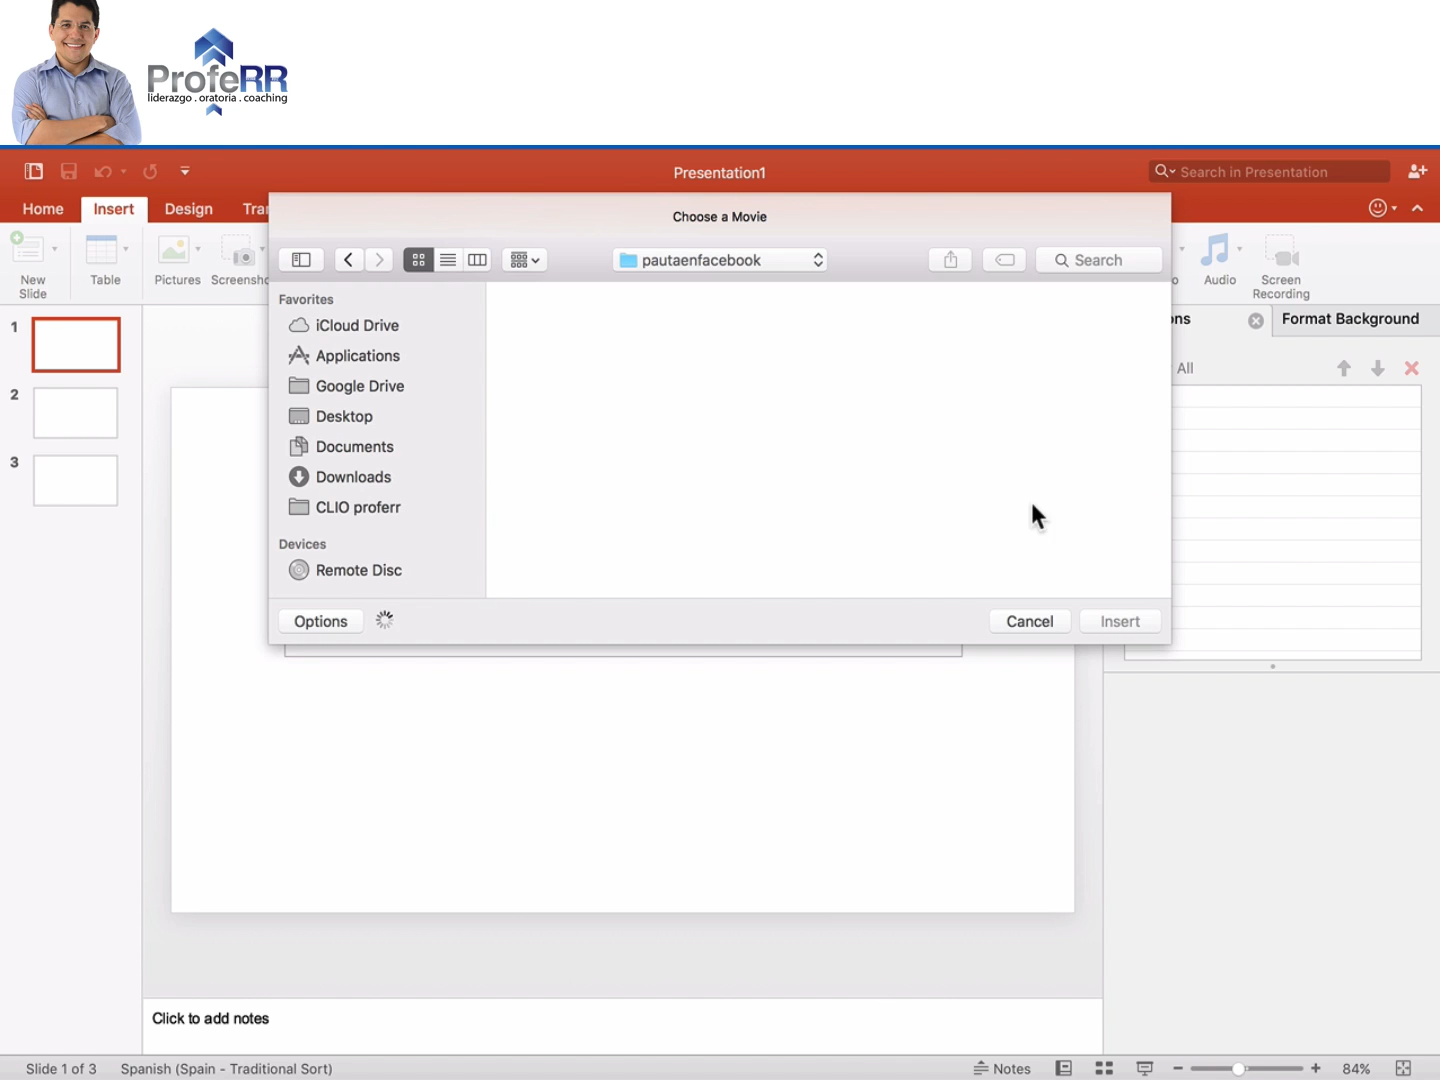 ProfeRR
liderazgo . oratoria . coaching
Presentation1
Search in Presentation
Home
Insert
Design
Tra
Choose a Movie
New
Slide
Table
Pictures
Screensho
pautaenfacebook
Search
o
Audio
Screen
Recording
Favorites
iCloud Drive
Applications
Google Drive
Desktop
Documents
Downloads
CLIO proferr
Devices
Remote Disc
Options
Cancel
Insert
ons
Format Background
All
1
2
3
Click to add notes
Slide 1 of 3
Spanish (Spain - Traditional Sort)
Notes
84%